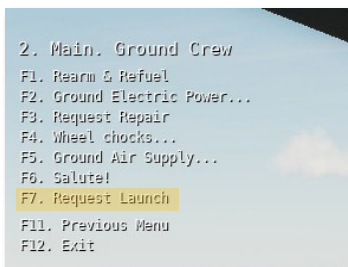 2. Main. Ground Crew
F1. Rearm & Refuel
F2. Ground Electric Power...
F3. Request Repair
F4. Wheel chocks...
F5. Ground Air Supply...
F6. Salute!
F7. Request Launch
F11. Previous Menu
F12. Exit